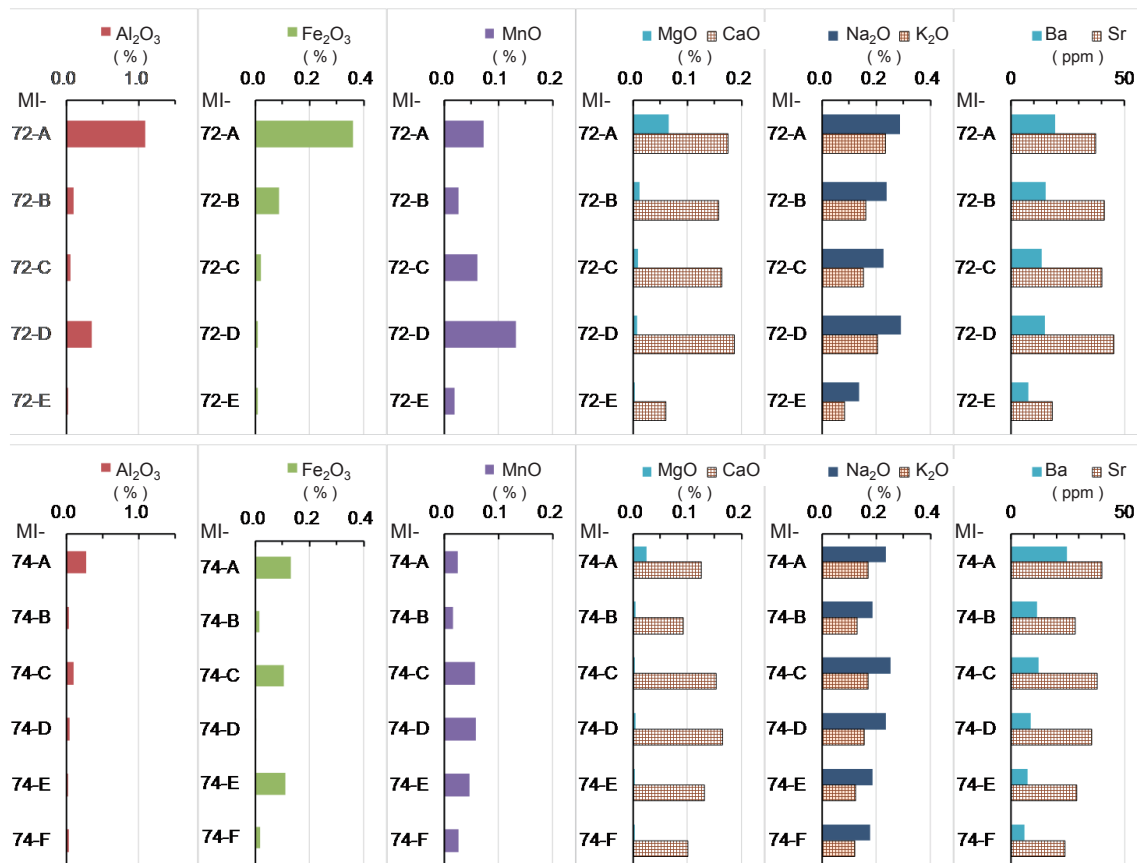 Al₂O₃ Fe₂O₃ MnO MgO CaO Na₂O K₂O Ba Sr
( % ) ( % ) ( % ) ( % ) ( % ) ( ppm )
0.0 1.0 0.0 0.2 0.4 0.0 0.1 0.2 0.0 0.1 0.2 0.0 0.2 0.4 0 50
MI- MI- MI- MI- MI- MI-
72-A 72-A 72-A 72-A 72-A 72-A
72-B 72-B 72-B 72-B 72-B 72-B
72-C 72-C 72-C 72-C 72-C 72-C
72-D 72-D 72-D 72-D 72-D 72-D
72-E 72-E 72-E 72-E 72-E 72-E
Al₂O₃ Fe₂O₃ MnO MgO CaO Na₂O K₂O Ba Sr
( % ) ( % ) ( % ) ( % ) ( % ) ( ppm )
0.0 1.0 0.0 0.2 0.4 0.0 0.1 0.2 0.0 0.1 0.2 0.0 0.2 0.4 0 50
MI- MI- MI- MI- MI- MI-
74-A 74-A 74-A 74-A 74-A 74-A
74-B 74-B 74-B 74-B 74-B 74-B
74-C 74-C 74-C 74-C 74-C 74-C
74-D 74-D 74-D 74-D 74-D 74-D
74-E 74-E 74-E 74-E 74-E 74-E
74-F 74-F 74-F 74-F 74-F 74-F